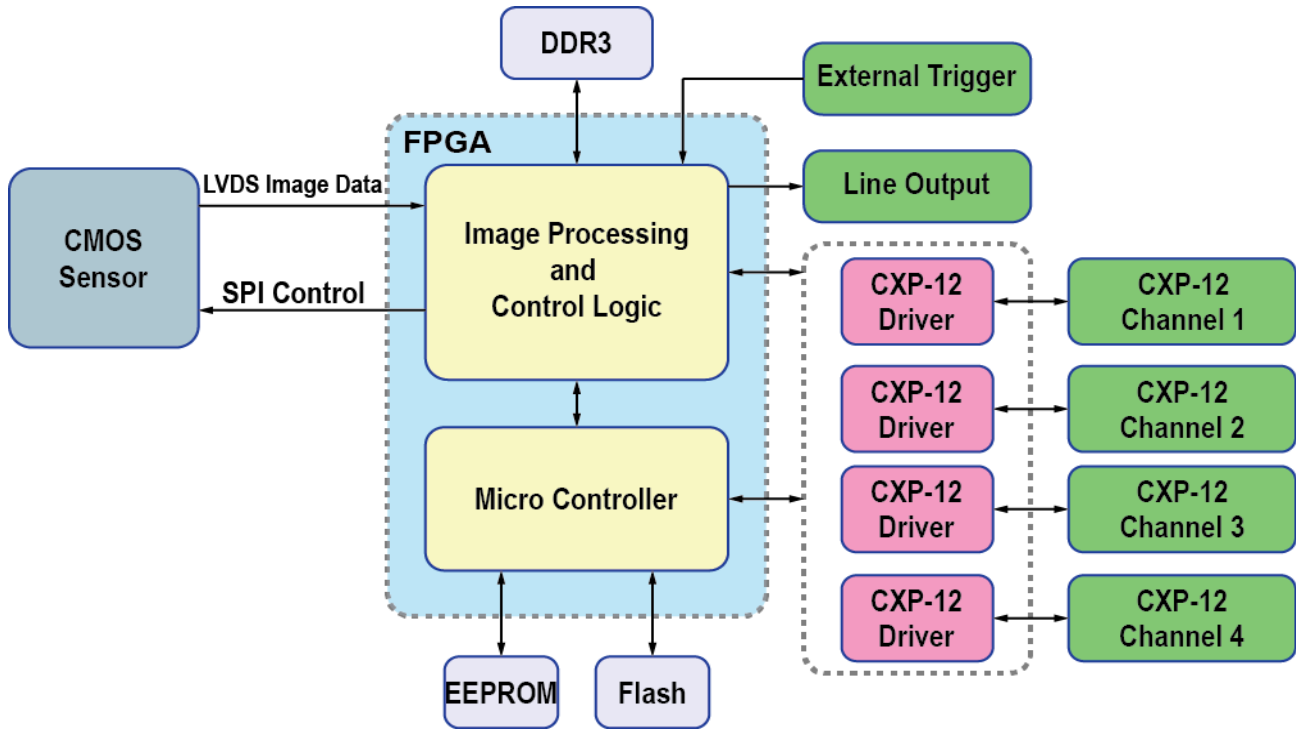 DDR3
External Trigger
FPGA
LVDS Image Data
Line Output
CMOS
Sensor
Image Processing
and
Control Logic
SPI Control
CXP-12
Driver
CXP-12
Channel 1
CXP-12
Driver
CXP-12
Channel 2
Micro Controller
CXP-12
Driver
CXP-12
Channel 3
CXP-12
Driver
CXP-12
Channel 4
EEPROM
Flash